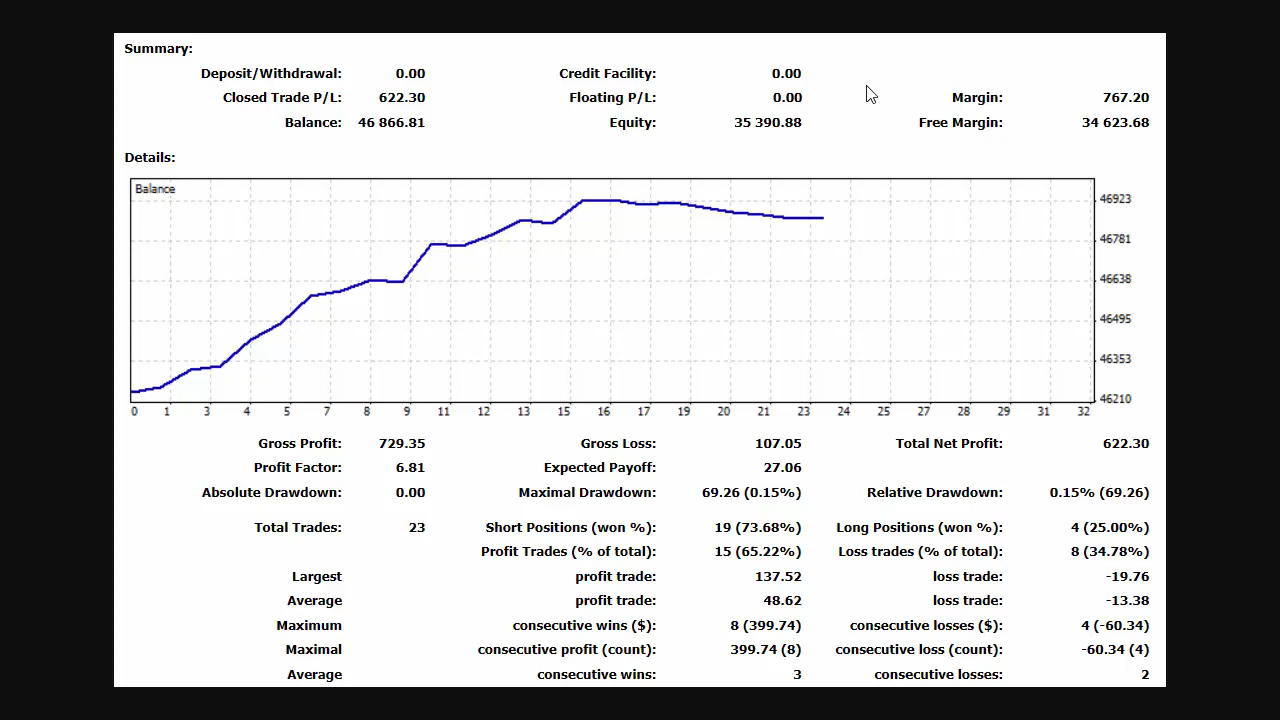 Summary:
Deposit/Withdrawal: 0.00 Credit Facility: 0.00
Closed Trade P/L: 622.30 Floating P/L: 0.00 Margin: 767.20
Balance: 46 866.81 Equity: 35 390.88 Free Margin: 34 623.68
Details:
Balance
46923
46781
46638
46495
46353
46210
0 1 3 4 5 7 8 9 11 12 13 15 16 17 19 20 21 23 24 25 27 28 29 31 32
Gross Profit: 729.35 Gross Loss: 107.05 Total Net Profit: 622.30
Profit Factor: 6.81 Expected Payoff: 27.06
Absolute Drawdown: 0.00 Maximal Drawdown: 69.26 (0.15%) Relative Drawdown: 0.15% (69.26)
Total Trades: 23 Short Positions (won %): 19 (73.68%) Long Positions (won %): 4 (25.00%)
Profit Trades (% of total): 15 (65.22%) Loss trades (% of total): 8 (34.78%)
Largest profit trade: 137.52 loss trade: -19.76
Average profit trade: 48.62 loss trade: -13.38
Maximum consecutive wins ($): 8 (399.74) consecutive losses ($): 4 (-60.34)
Maximal consecutive profit (count): 399.74 (8) consecutive loss (count): -60.34 (4)
Average consecutive wins: 3 consecutive losses: 2